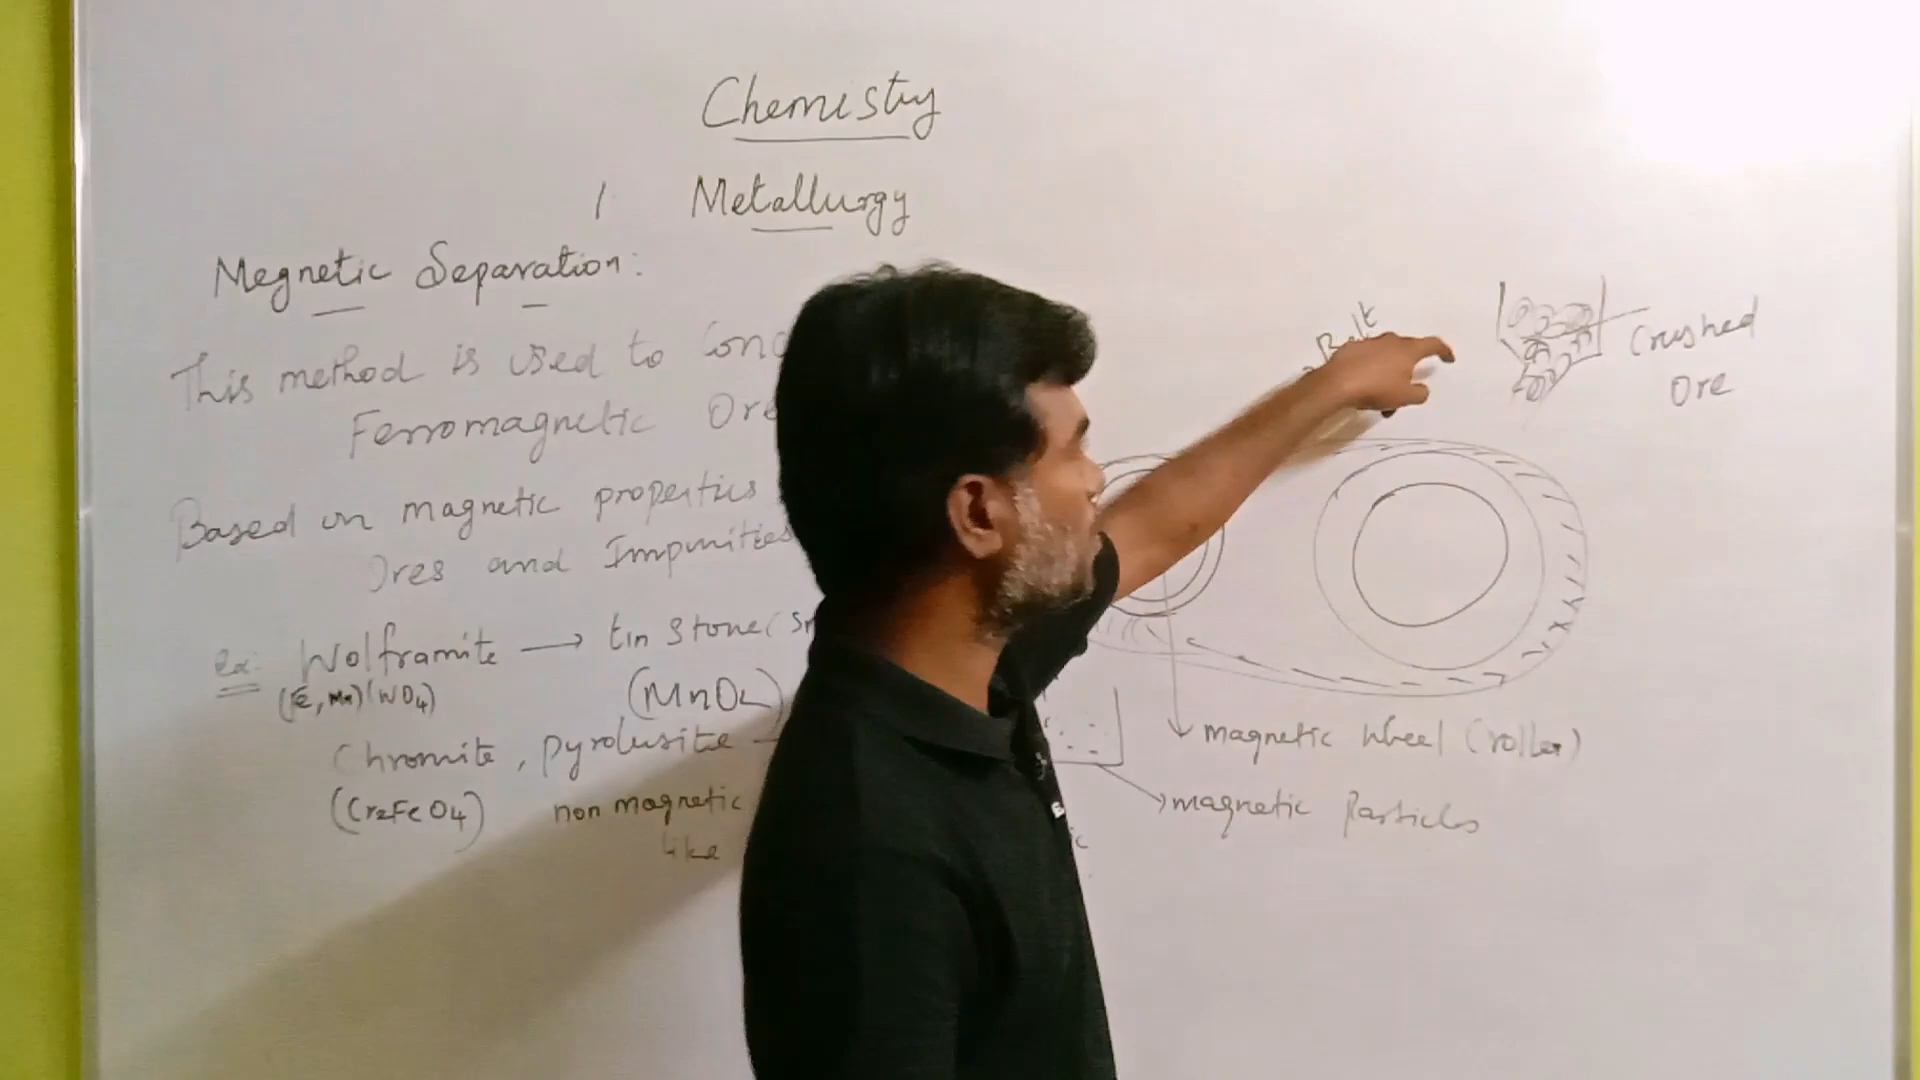 Chemistry
1. Metallurgy
Megnetic Separation:
This method is used to Conc
Ferromagnetic Ore
Based on magnetic properties
Ores and Impurities
ex: Wolframite → tin stone (Sn
(Fe, Mn)(WO4)
(MnO2)
Chromite, pyrolusite
(Cr2FeO4)
non magnetic
like
Belt
Crushed
Ore
magnetic wheel (roller)
magnetic Particles